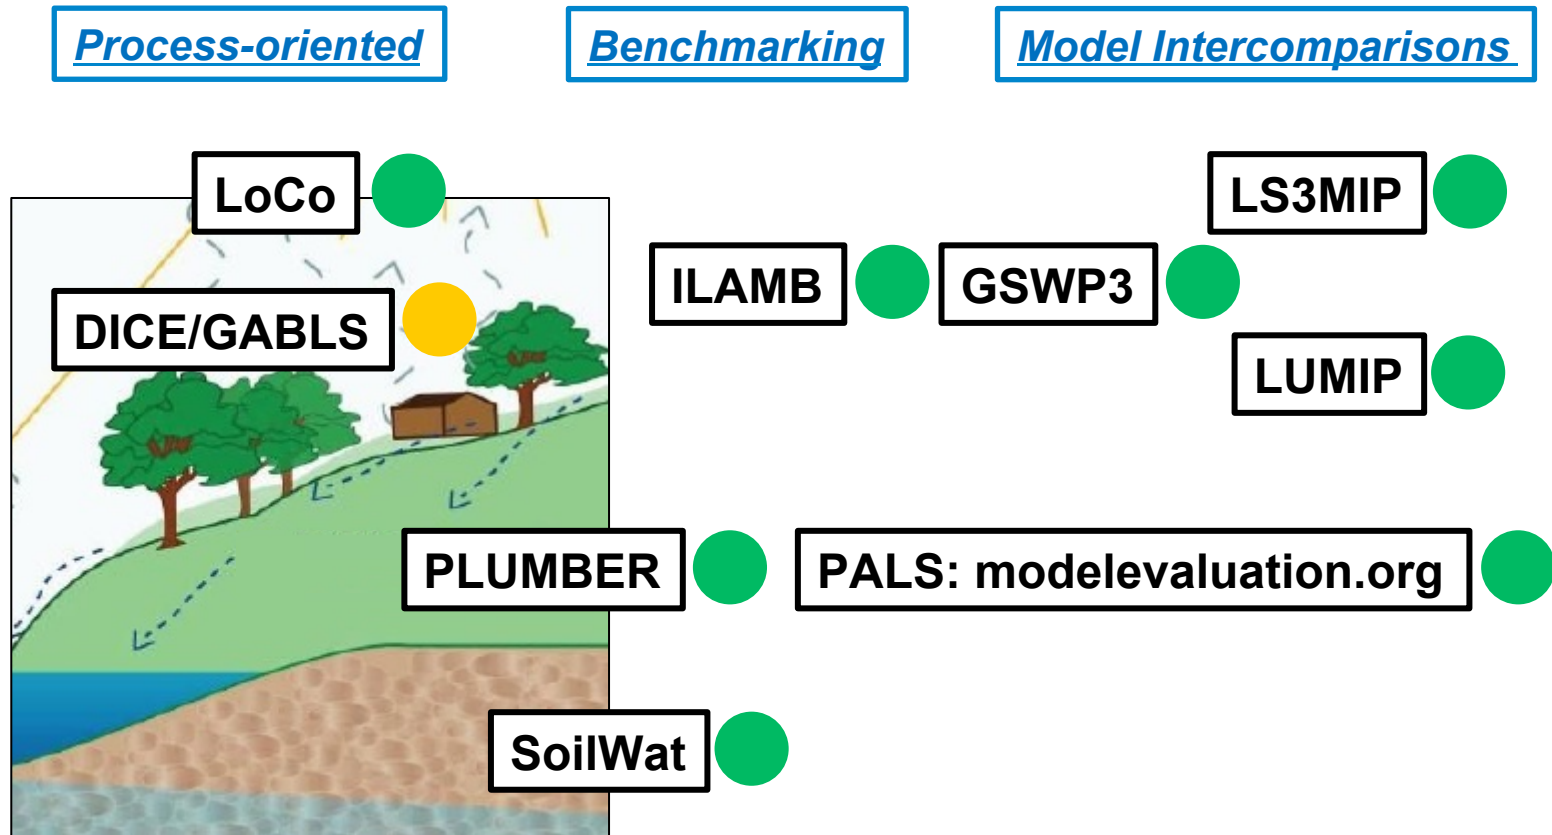 Process-oriented
Benchmarking
Model Intercomparisons
LoCo
LS3MIP
ILAMB
GSWP3
DICE/GABLS
LUMIP
PLUMBER
PALS: modelevaluation.org
SoilWat